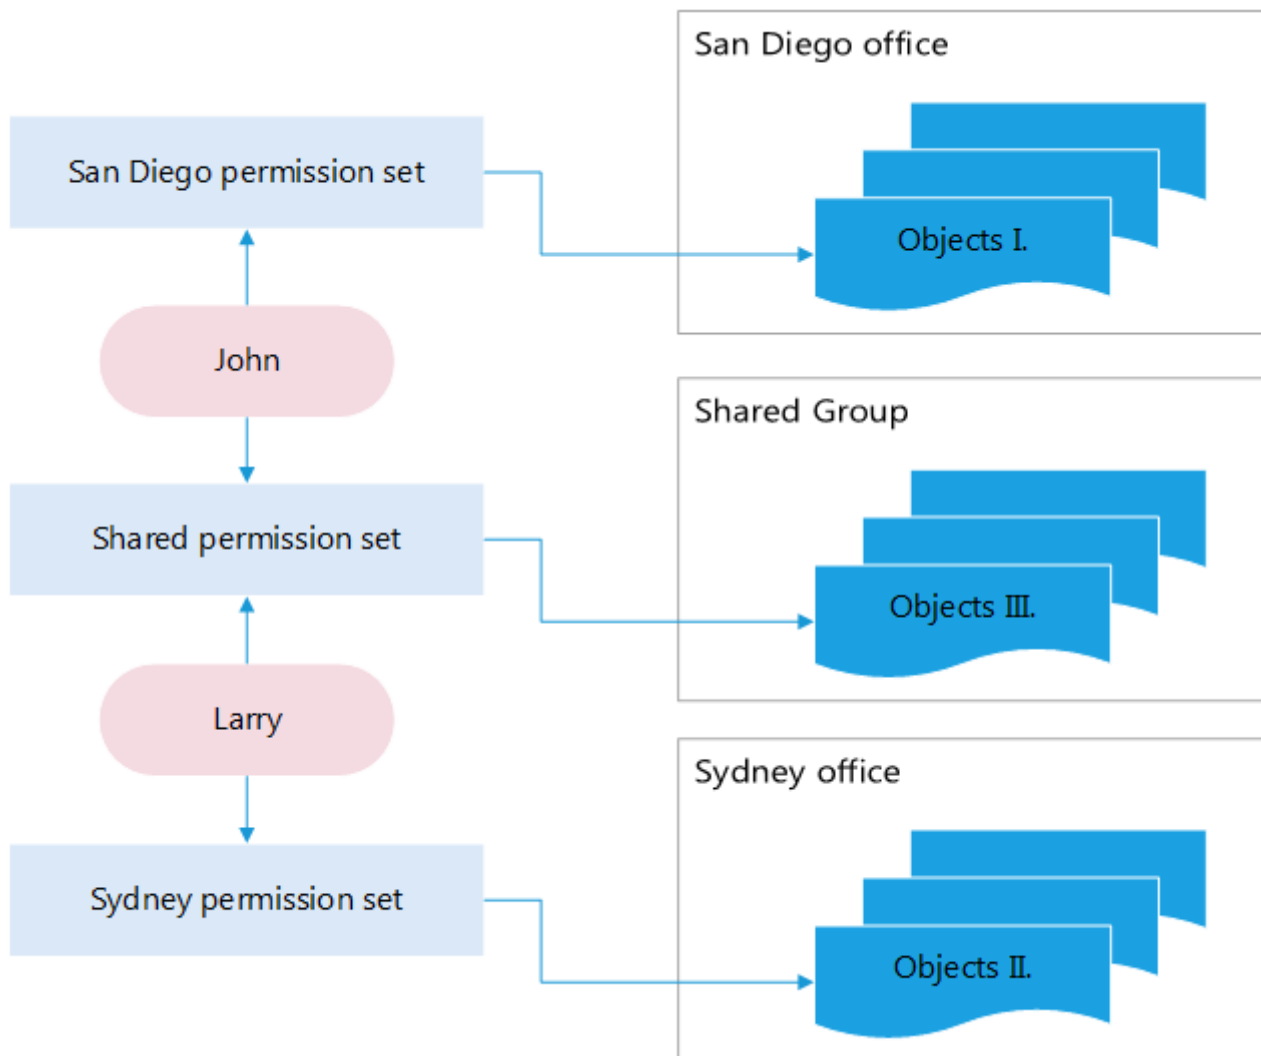 San Diego office
San Diego permission set
Objects I.
John
Shared Group
Shared permission set
Objects III.
Larry
Sydney office
Sydney permission set
Objects II.